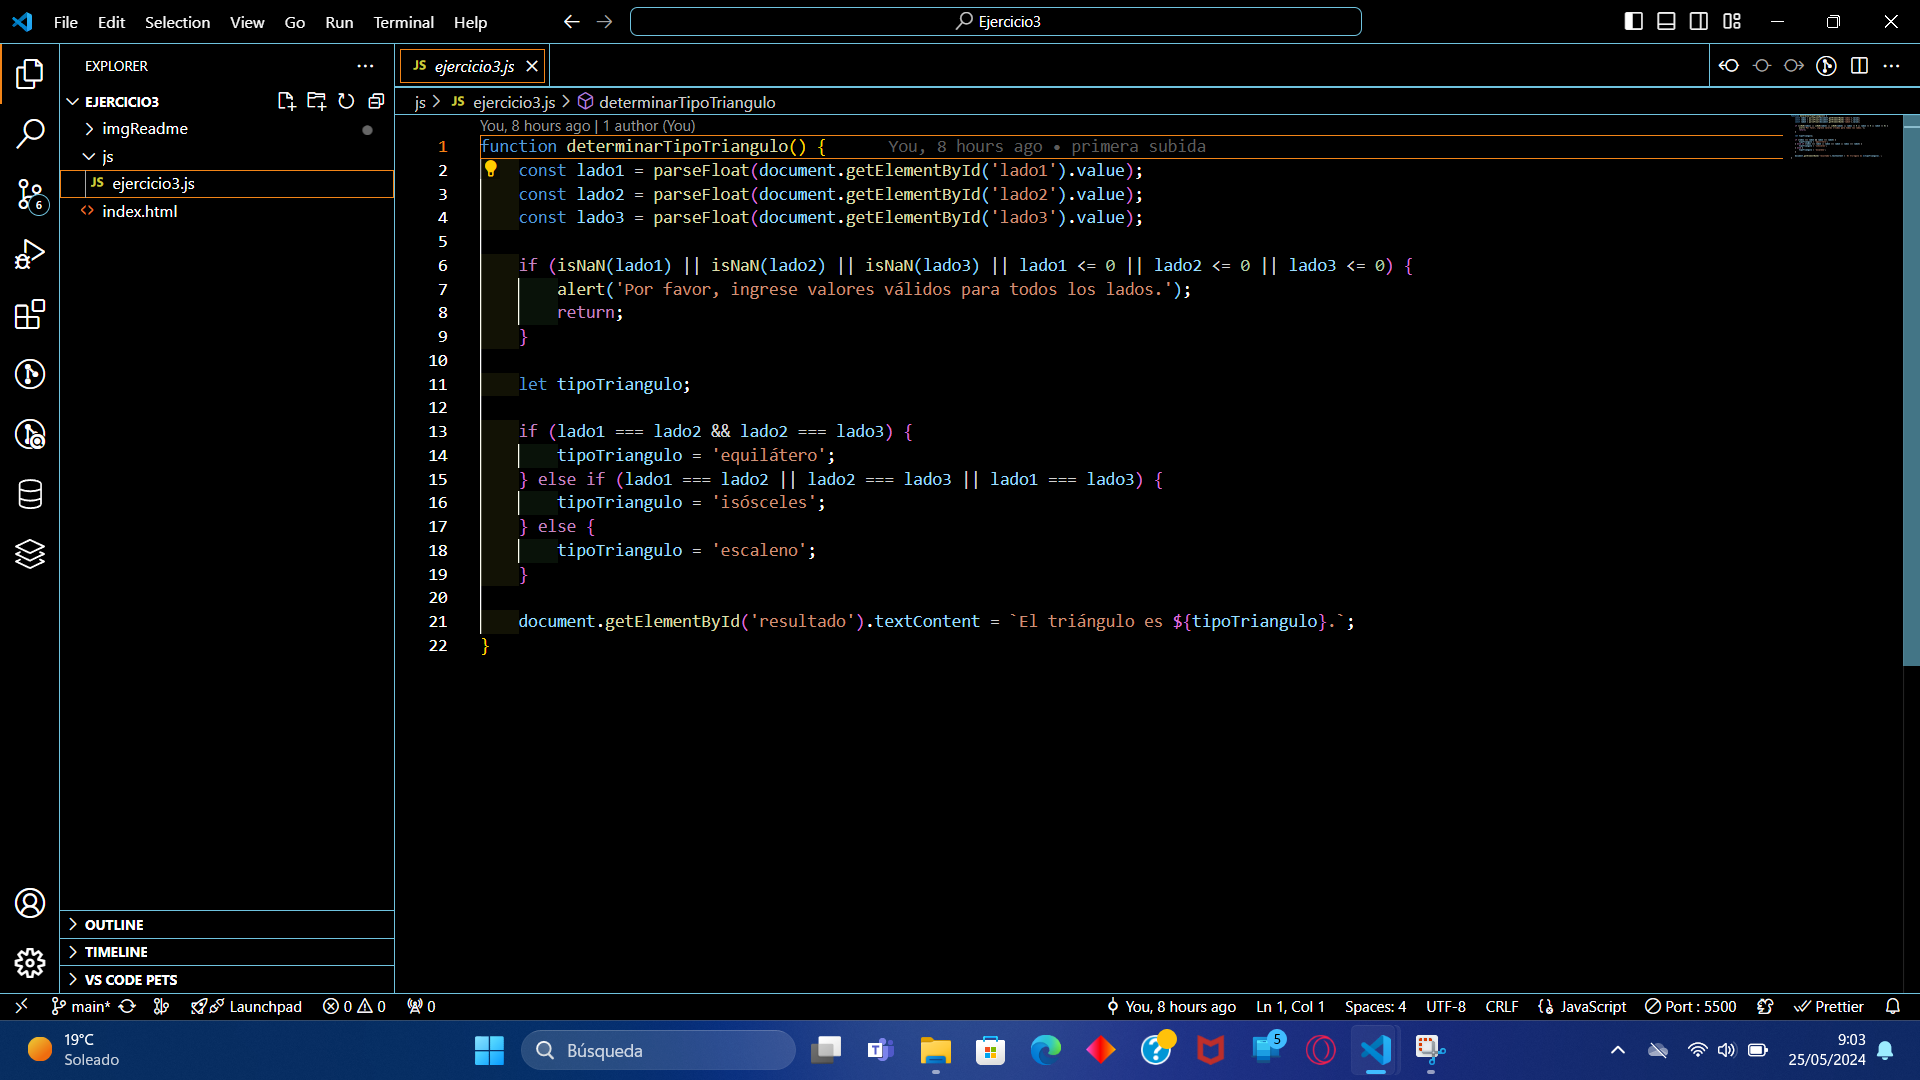 File Edit Selection View Go Run Terminal Help
Ejercicio3
EXPLORER
EJERCICIO3
imgReadme
js
JS ejercicio3.js
index.html
OUTLINE
TIMELINE
VS CODE PETS
6
JS ejercicio3.js
js > JS ejercicio3.js > determinarTipoTriangulo
You, 8 hours ago | 1 author (You)
1 function determinarTipoTriangulo() { You, 8 hours ago • primera subida
2 const lado1 = parseFloat(document.getElementById('lado1').value);
3 const lado2 = parseFloat(document.getElementById('lado2').value);
4 const lado3 = parseFloat(document.getElementById('lado3').value);
5
6 if (isNaN(lado1) || isNaN(lado2) || isNaN(lado3) || lado1 <= 0 || lado2 <= 0 || lado3 <= 0) {
7 alert('Por favor, ingrese valores válidos para todos los lados.');
8 return;
9 }
10
11 let tipoTriangulo;
12
13 if (lado1 === lado2 && lado2 === lado3) {
14 tipoTriangulo = 'equilátero';
15 } else if (lado1 === lado2 || lado2 === lado3 || lado1 === lado3) {
16 tipoTriangulo = 'isósceles';
17 } else {
18 tipoTriangulo = 'escaleno';
19 }
20
21 document.getElementById('resultado').textContent = `El triángulo es ${tipoTriangulo}.`;
22 }
main* Launchpad 0 0 0 You, 8 hours ago Ln 1, Col 1 Spaces: 4 UTF-8 CRLF {} JavaScript Port : 5500 Prettier
19°C
Soleado
Búsqueda
5
9:03
25/05/2024